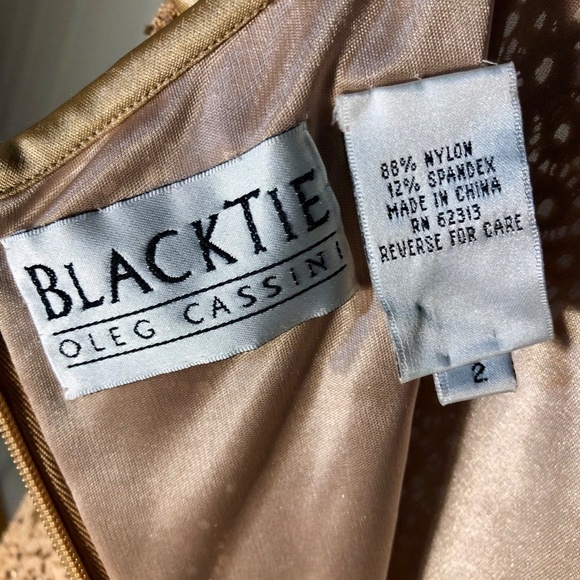 BLACKTIE
OLEG CASSINI
88% NYLON
12% SPANDEX
MADE IN CHINA
RN 62313
REVERSE FOR CARE
2